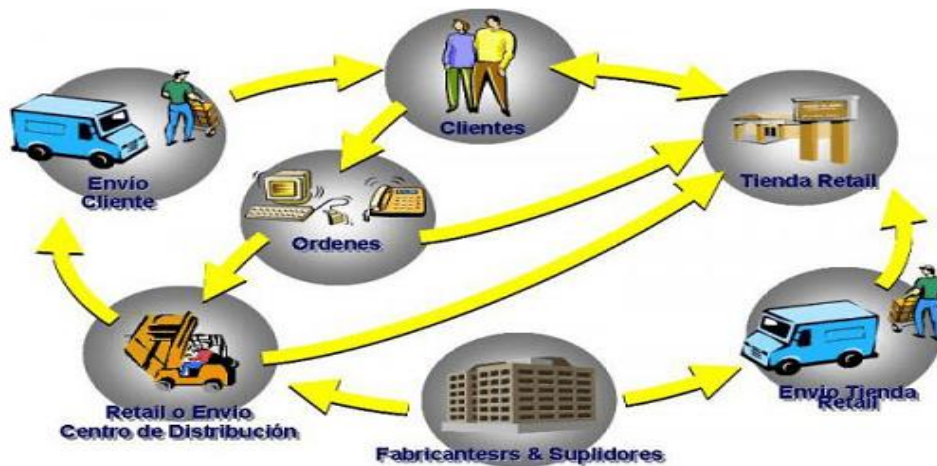 Clientes
Envío
Cliente
Tienda Retail
Ordenes
Retail o Envío
Centro de Distribución
Envío Tienda
Retail
Fabricantesrs & Suplidores